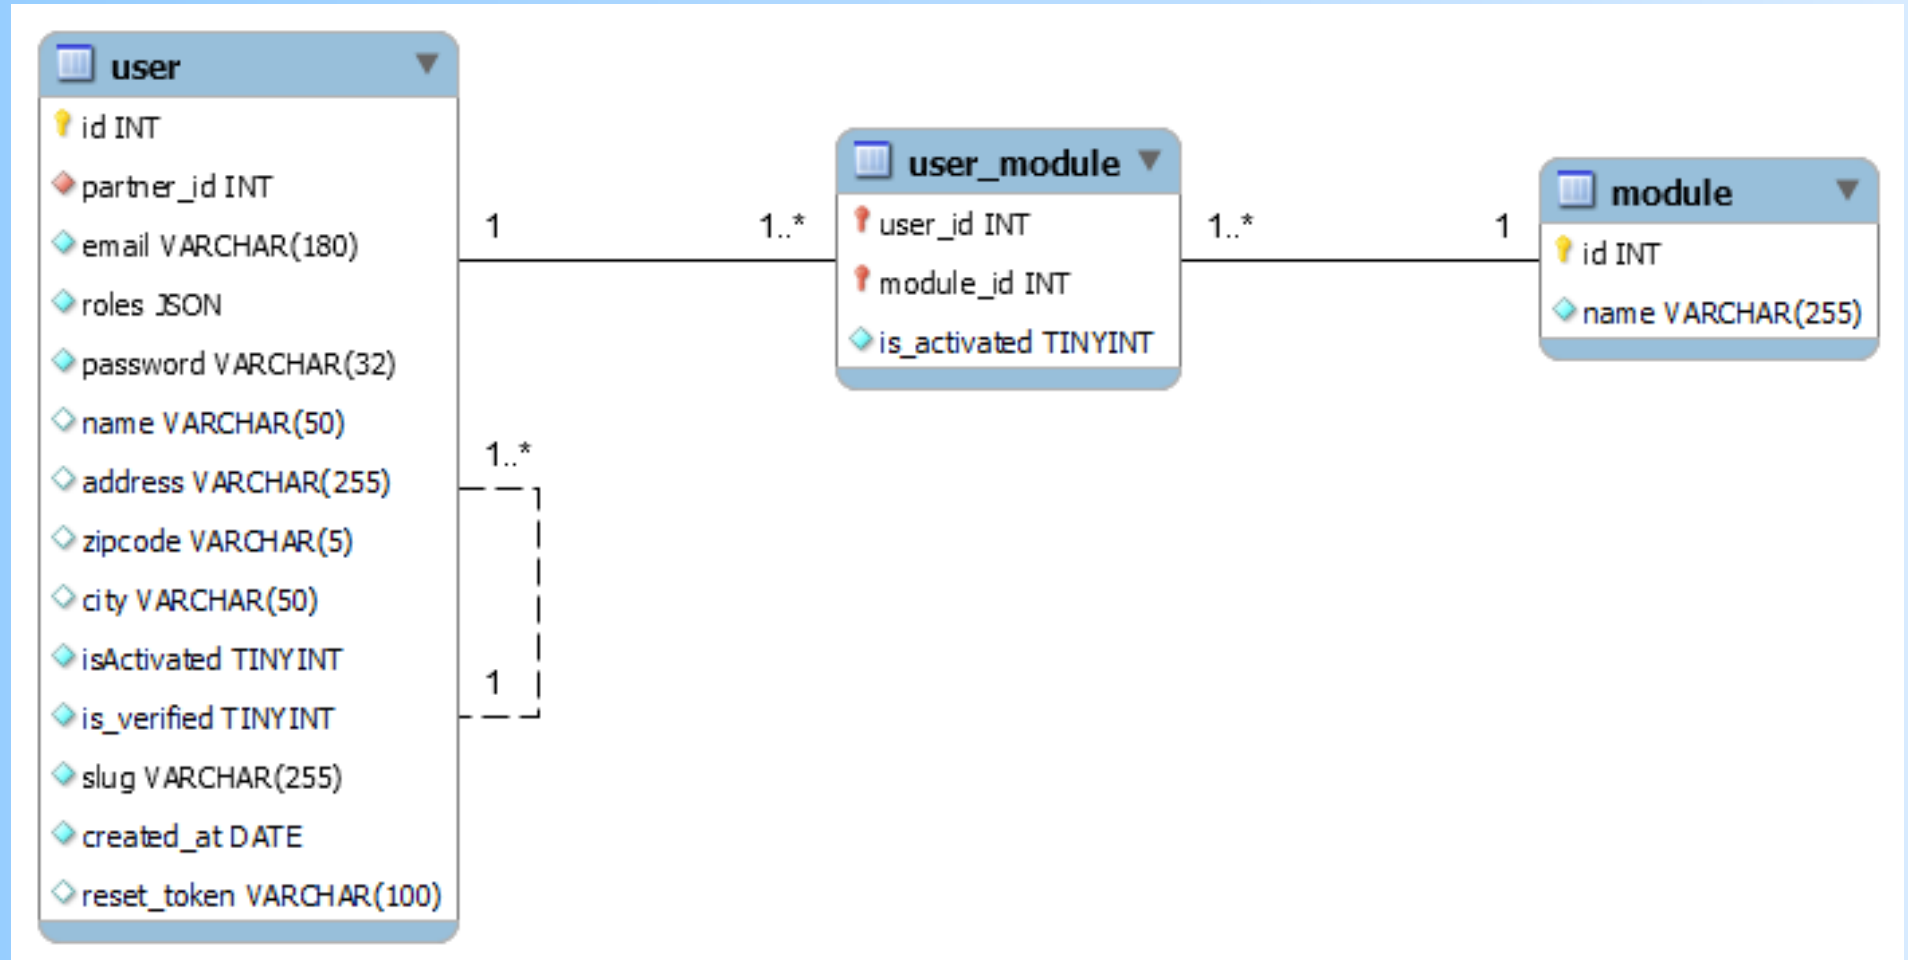 user
id INT
partner_id INT
email VARCHAR(180)
roles JSON
password VARCHAR(32)
name VARCHAR(50)
address VARCHAR(255)
zipcode VARCHAR(5)
city VARCHAR(50)
isActivated TINYINT
is_verified TINYINT
slug VARCHAR(255)
created_at DATE
reset_token VARCHAR(100)
1
1..*
1..*
1
user_module
user_id INT
module_id INT
is_activated TINYINT
1..*
1
module
id INT
name VARCHAR(255)